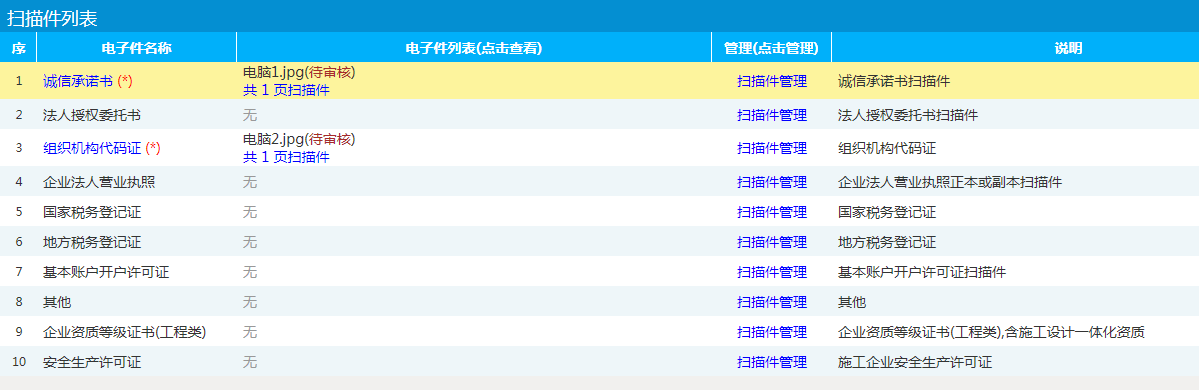 扫描件列表
序 电子件名称 电子件列表(点击查看) 管理(点击管理) 说明
1 诚信承诺书 (*) 电脑1.jpg(待审核) 扫描件管理 诚信承诺书扫描件
共 1 页扫描件
2 法人授权委托书 无 扫描件管理 法人授权委托书扫描件
3 组织机构代码证 (*) 电脑2.jpg(待审核) 扫描件管理 组织机构代码证
共 1 页扫描件
4 企业法人营业执照 无 扫描件管理 企业法人营业执照正本或副本扫描件
5 国家税务登记证 无 扫描件管理 国家税务登记证
6 地方税务登记证 无 扫描件管理 地方税务登记证
7 基本账户开户许可证 无 扫描件管理 基本账户开户许可证扫描件
8 其他 无 扫描件管理 其他
9 企业资质等级证书(工程类) 无 扫描件管理 企业资质等级证书(工程类),含施工设计一体化资质
10 安全生产许可证 无 扫描件管理 施工企业安全生产许可证